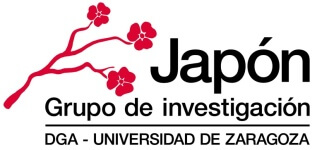 Japón
Grupo de investigación
DGA - UNIVERSIDAD DE ZARAGOZA